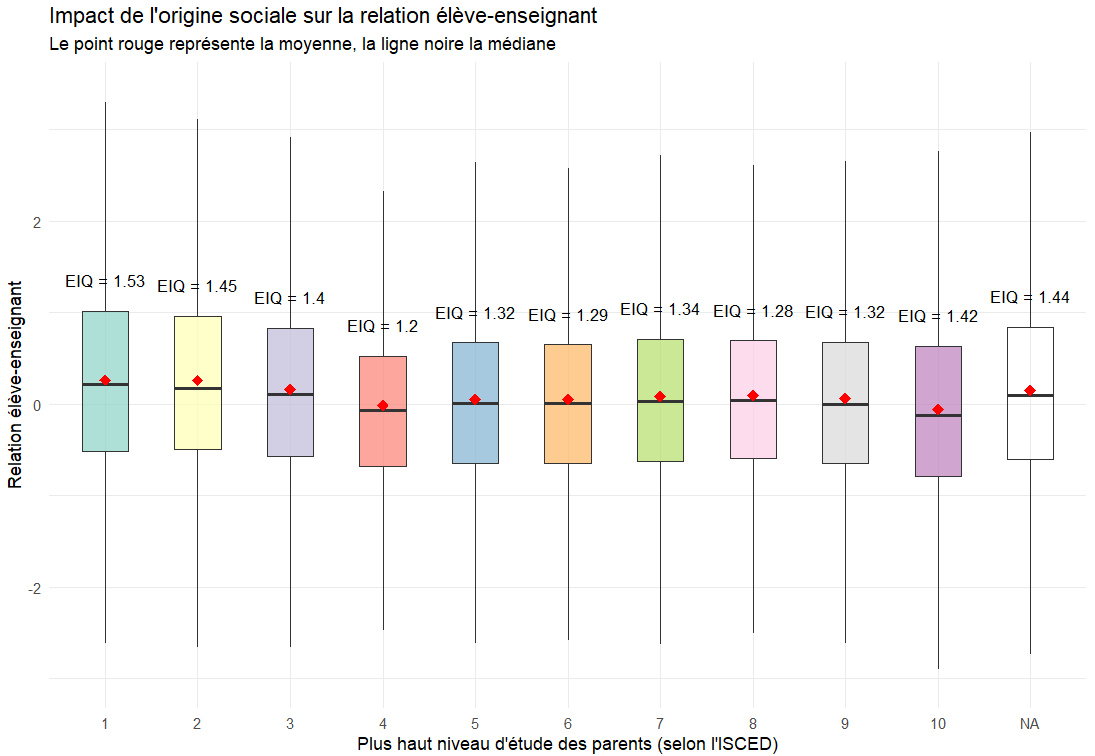 Impact de l'origine sociale sur la relation élève-enseignant
Le point rouge représente la moyenne, la ligne noire la médiane
Relation élève-enseignant
2
0
-2
EIQ = 1.53
EIQ = 1.45
EIQ = 1.4
EIQ = 1.2
EIQ = 1.32
EIQ = 1.29
EIQ = 1.34
EIQ = 1.28
EIQ = 1.32
EIQ = 1.42
EIQ = 1.44
1 2 3 4 5 6 7 8 9 10 NA
Plus haut niveau d'étude des parents (selon l'ISCED)